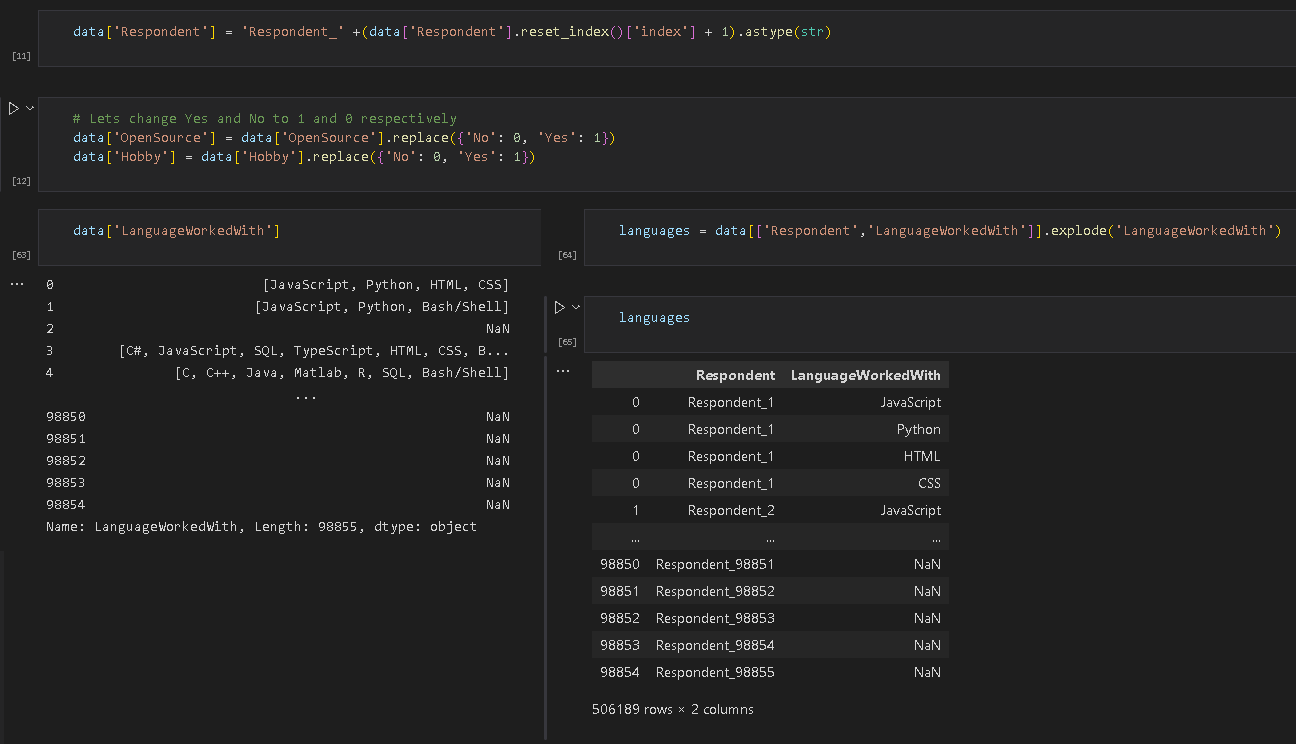 data['Respondent'] = 'Respondent_' +(data['Respondent'].reset_index()['index'] + 1).astype(str)
[11]
# Lets change Yes and No to 1 and 0 respectively
data['OpenSource'] = data['OpenSource'].replace({'No': 0, 'Yes': 1})
data['Hobby'] = data['Hobby'].replace({'No': 0, 'Yes': 1})
[12]
data['LanguageWorkedWith']
[63]
...
0 [JavaScript, Python, HTML, CSS]
1 [JavaScript, Python, Bash/Shell]
2 NaN
3 [C#, JavaScript, SQL, TypeScript, HTML, CSS, B...
4 [C, C++, Java, Matlab, R, SQL, Bash/Shell]
...
98850 NaN
98851 NaN
98852 NaN
98853 NaN
98854 NaN
Name: LanguageWorkedWith, Length: 98855, dtype: object
languages = data[['Respondent','LanguageWorkedWith']].explode('LanguageWorkedWith')
[64]
languages
[65]
...
Respondent LanguageWorkedWith
0 Respondent_1 JavaScript
0 Respondent_1 Python
0 Respondent_1 HTML
0 Respondent_1 CSS
1 Respondent_2 JavaScript
... ... ...
98850 Respondent_98851 NaN
98851 Respondent_98852 NaN
98852 Respondent_98853 NaN
98853 Respondent_98854 NaN
98854 Respondent_98855 NaN
506189 rows × 2 columns